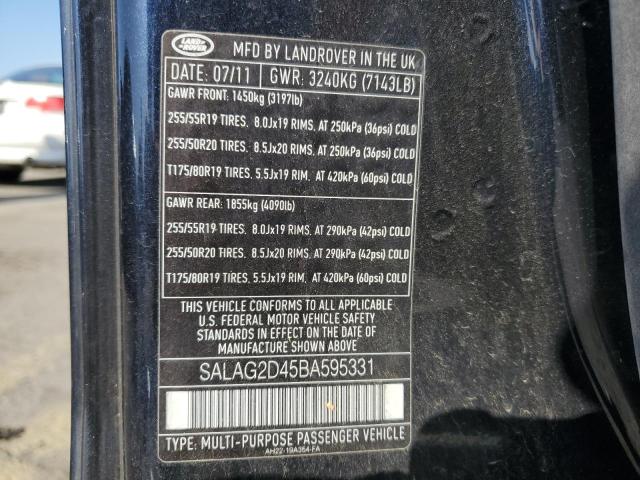 LAND ROVER
MFD BY LANDROVER IN THE UK
DATE: 07/11 GWR: 3240KG (7143LB)
GAWR FRONT: 1450kg (3197lb)
255/55R19 TIRES, 8.0Jx19 RIMS, AT 250kPa (36psi) COLD
255/50R20 TIRES, 8.5Jx20 RIMS, AT 250kPa (36psi) COLD
T175/80R19 TIRES, 5.5Jx19 RIM, AT 420kPa (60psi) COLD
GAWR REAR: 1855kg (4090lb)
255/55R19 TIRES, 8.0Jx19 RIMS, AT 290kPa (42psi) COLD
255/50R20 TIRES, 8.5Jx20 RIMS, AT 290kPa (42psi) COLD
T175/80R19 TIRES, 5.5Jx19 RIM, AT 420kPa (60psi) COLD
THIS VEHICLE CONFORMS TO ALL APPLICABLE
U.S. FEDERAL MOTOR VEHICLE SAFETY
STANDARDS IN EFFECT ON THE DATE OF
MANUFACTURE SHOWN ABOVE
SALAG2D45BA595331
TYPE: MULTI-PURPOSE PASSENGER VEHICLE
AH22-19A364-FA